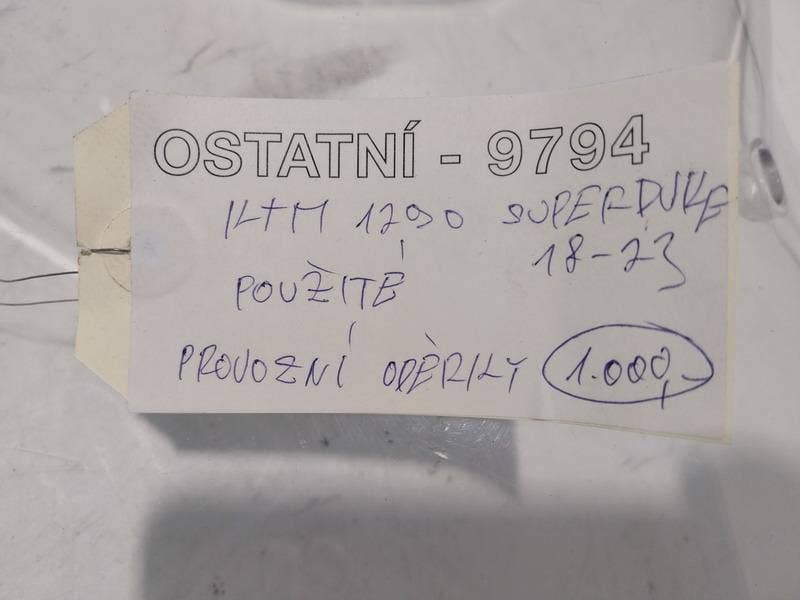 OSTATNÍ - 9794
KTM 1290 SUPERDUKE
18-23
POUŽITÉ
PROVOZNÍ ODĚRKY 1.000,-